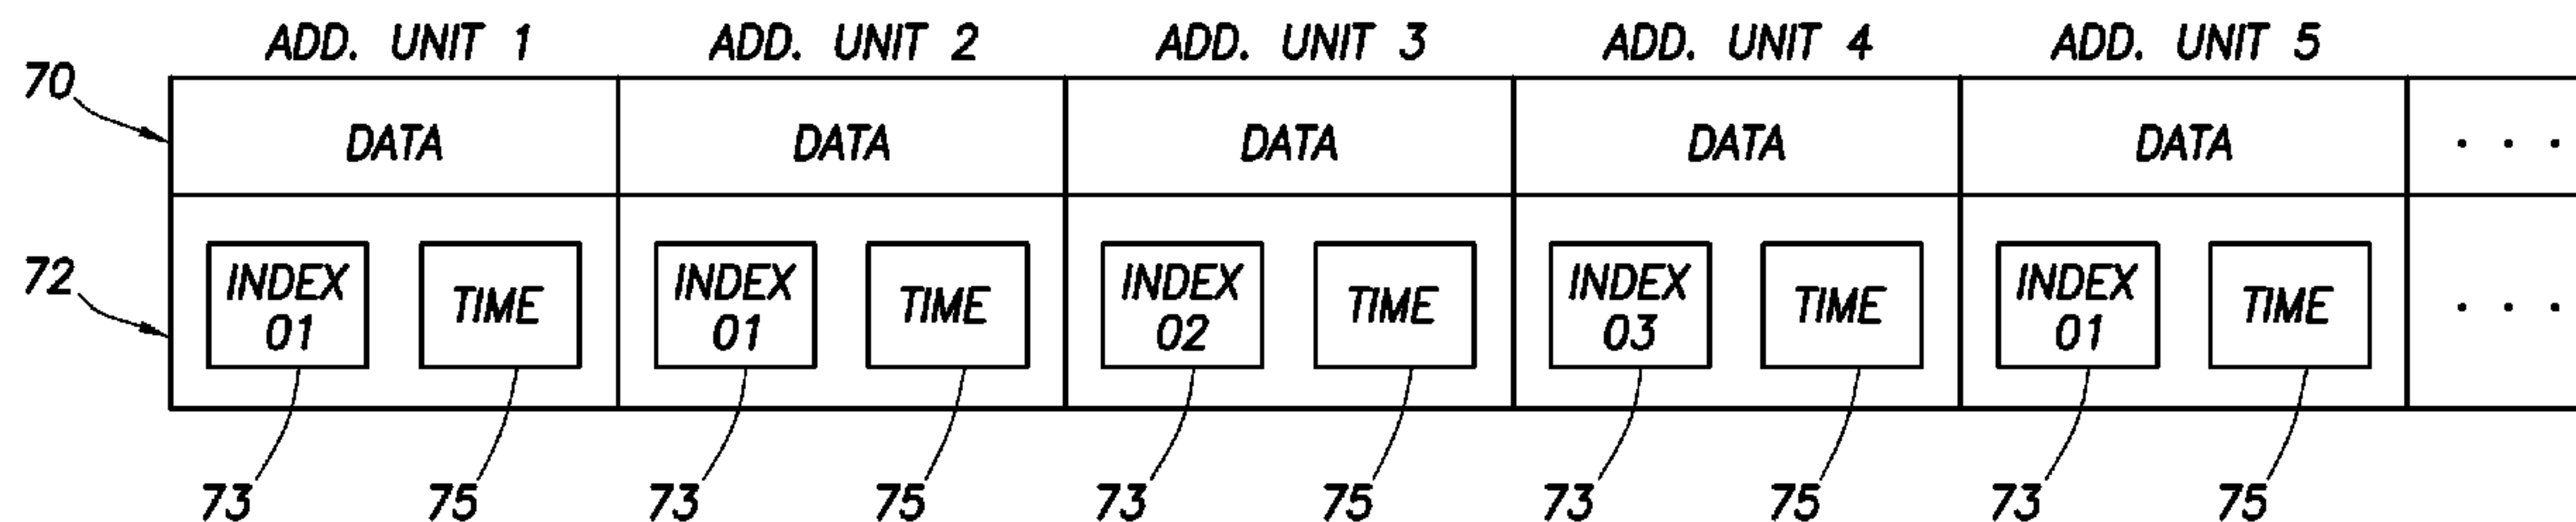 ADD. UNIT 1 ADD. UNIT 2 ADD. UNIT 3 ADD. UNIT 4 ADD. UNIT 5
70
DATA DATA DATA DATA DATA . . .
72
INDEX INDEX INDEX INDEX INDEX
TIME TIME TIME TIME TIME . . .
01 01 02 03 01
73 75 73 75 73 75 73 75 73 75